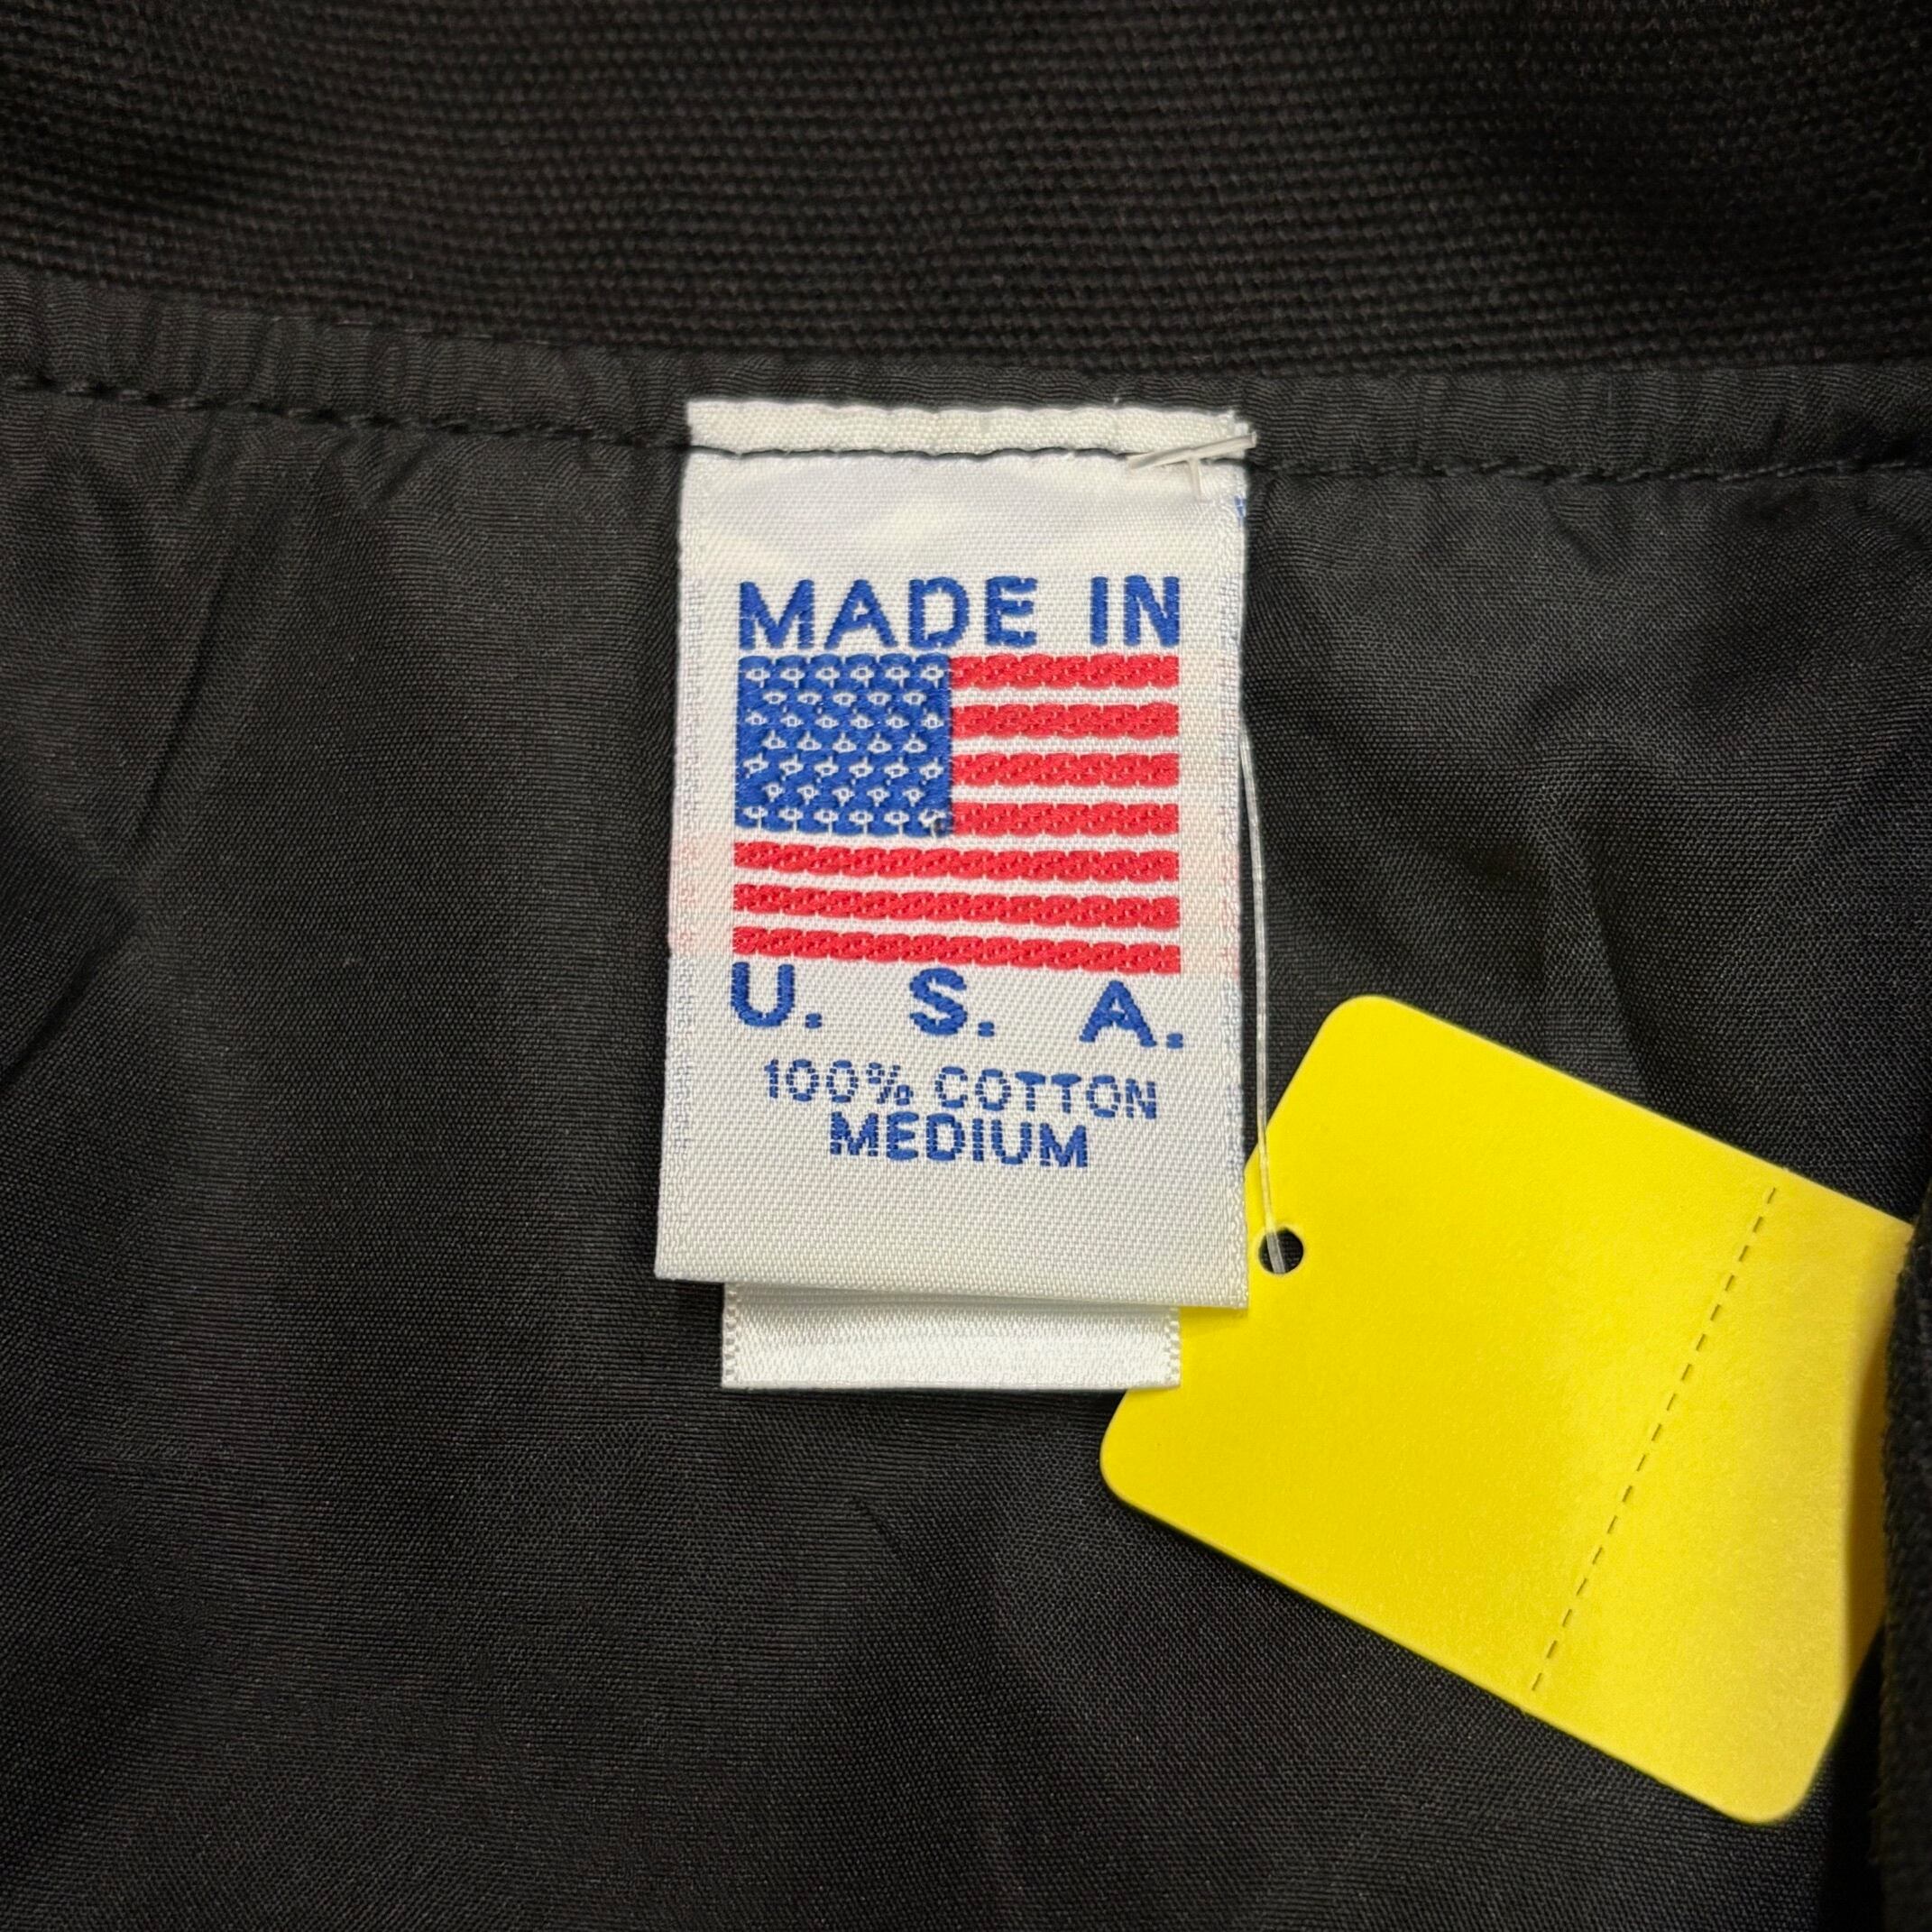 MADE IN
U. S. A.
100% COTTON
MEDIUM